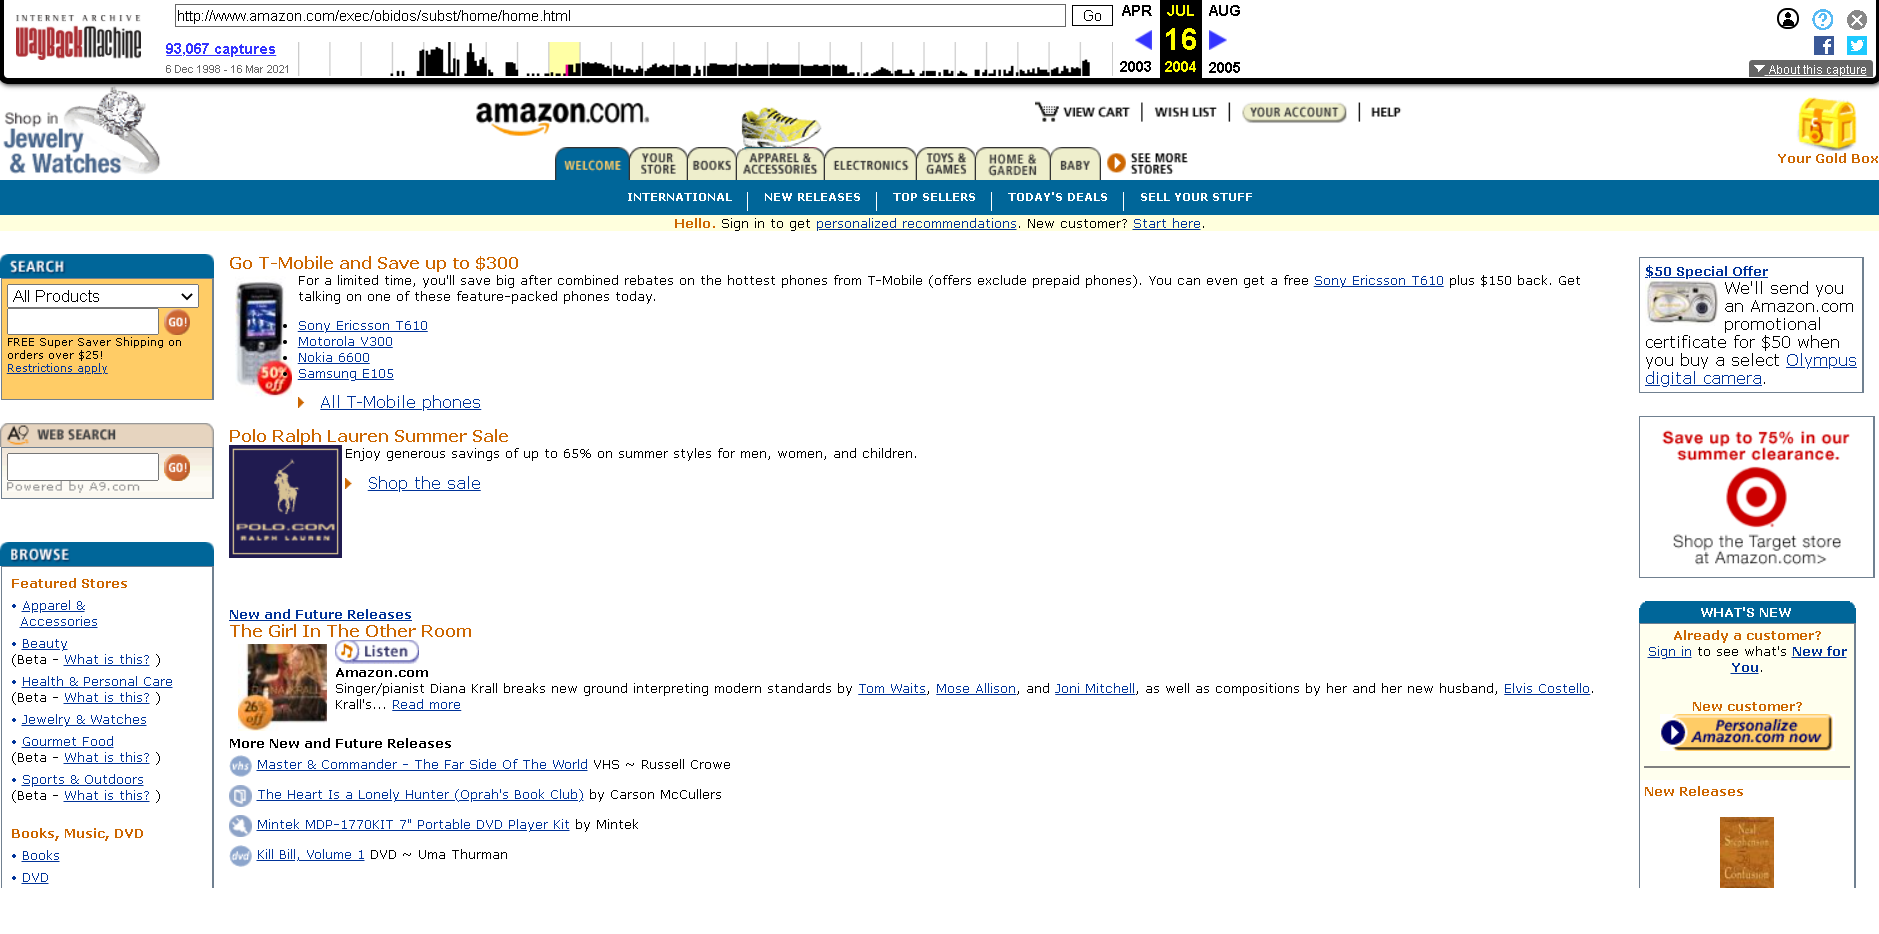 INTERNET ARCHIVE
WayBackMachine
http://www.amazon.com/exec/obidos/subst/home/home.html
Go
93,067 captures
6 Dec 1998 - 16 Mar 2021
APR
JUL
AUG
16
2003
2004
2005
About this capture
Shop in
Jewelry
& Watches
amazon.com.
VIEW CART
WISH LIST
YOUR ACCOUNT
HELP
Your Gold Box
WELCOME
YOUR
STORE
BOOKS
APPAREL &
ACCESSORIES
ELECTRONICS
TOYS &
GAMES
HOME &
GARDEN
BABY
SEE MORE
STORES
INTERNATIONAL
NEW RELEASES
TOP SELLERS
TODAY'S DEALS
SELL YOUR STUFF
Hello. Sign in to get personalized recommendations. New customer? Start here.
SEARCH
All Products
GO!
FREE Super Saver Shipping on
orders over $25!
Restrictions apply
A9 WEB SEARCH
GO!
Powered by A9.com
BROWSE
Featured Stores
• Apparel &
Accessories
• Beauty
(Beta - What is this? )
• Health & Personal Care
(Beta - What is this? )
• Jewelry & Watches
• Gourmet Food
(Beta - What is this? )
• Sports & Outdoors
(Beta - What is this? )
Books, Music, DVD
• Books
• DVD
Go T-Mobile and Save up to $300
For a limited time, you'll save big after combined rebates on the hottest phones from T-Mobile (offers exclude prepaid phones). You can even get a free Sony Ericsson T610 plus $150 back. Get
talking on one of these feature-packed phones today.
• Sony Ericsson T610
• Motorola V300
• Nokia 6600
• Samsung E105
50% off
All T-Mobile phones
Polo Ralph Lauren Summer Sale
Enjoy generous savings of up to 65% on summer styles for men, women, and children.
Shop the sale
POLO.COM
RALPH LAUREN
New and Future Releases
The Girl In The Other Room
Listen
Amazon.com
Singer/pianist Diana Krall breaks new ground interpreting modern standards by Tom Waits, Mose Allison, and Joni Mitchell, as well as compositions by her and her new husband, Elvis Costello.
Krall's... Read more
26% off
More New and Future Releases
vhs Master & Commander - The Far Side Of The World VHS ~ Russell Crowe
The Heart Is a Lonely Hunter (Oprah's Book Club) by Carson McCullers
Mintek MDP-1770KIT 7" Portable DVD Player Kit by Mintek
dvd Kill Bill, Volume 1 DVD ~ Uma Thurman
$50 Special Offer
We'll send you
an Amazon.com
promotional
certificate for $50 when
you buy a select Olympus
digital camera.
Save up to 75% in our
summer clearance.
Shop the Target store
at Amazon.com>
WHAT'S NEW
Already a customer?
Sign in to see what's New for
You.
New customer?
Personalize
Amazon.com now
New Releases
Neal
Stephenson
Confusion